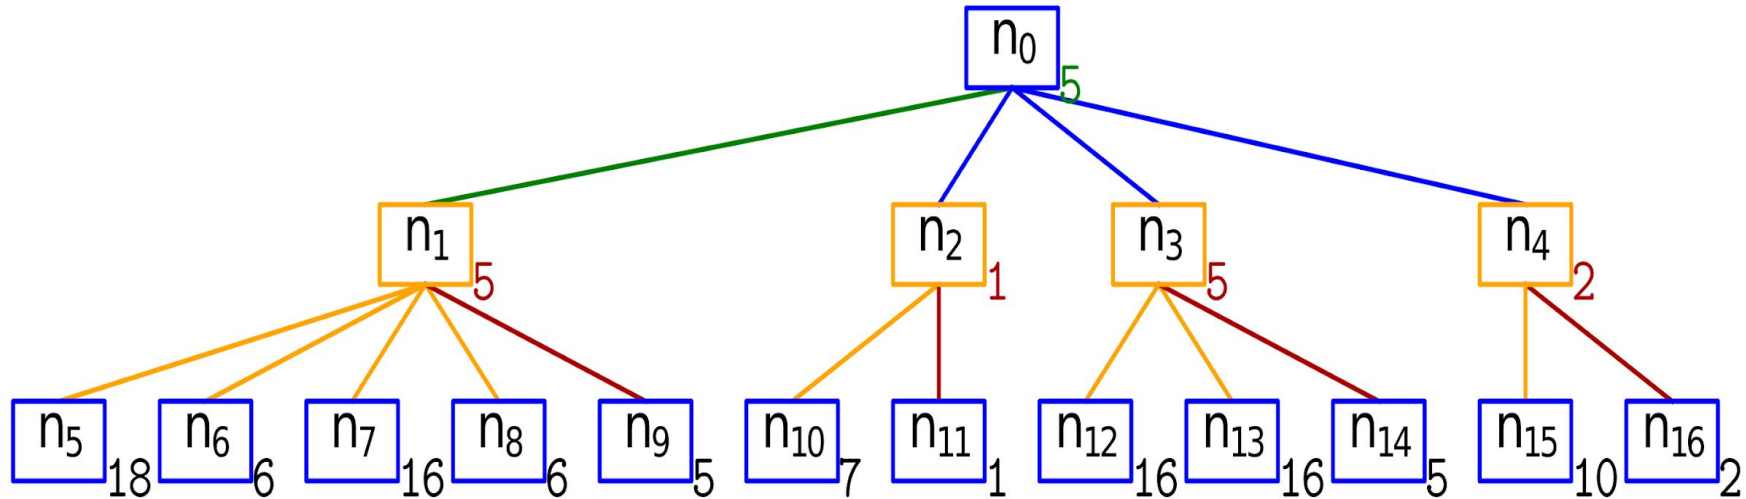 n₀
5
n₁ n₂ n₃ n₄
5 1 5 2
n₅ n₆ n₇ n₈ n₉ n₁₀ n₁₁ n₁₂ n₁₃ n₁₄ n₁₅ n₁₆
18 6 16 6 5 7 1 16 16 5 10 2